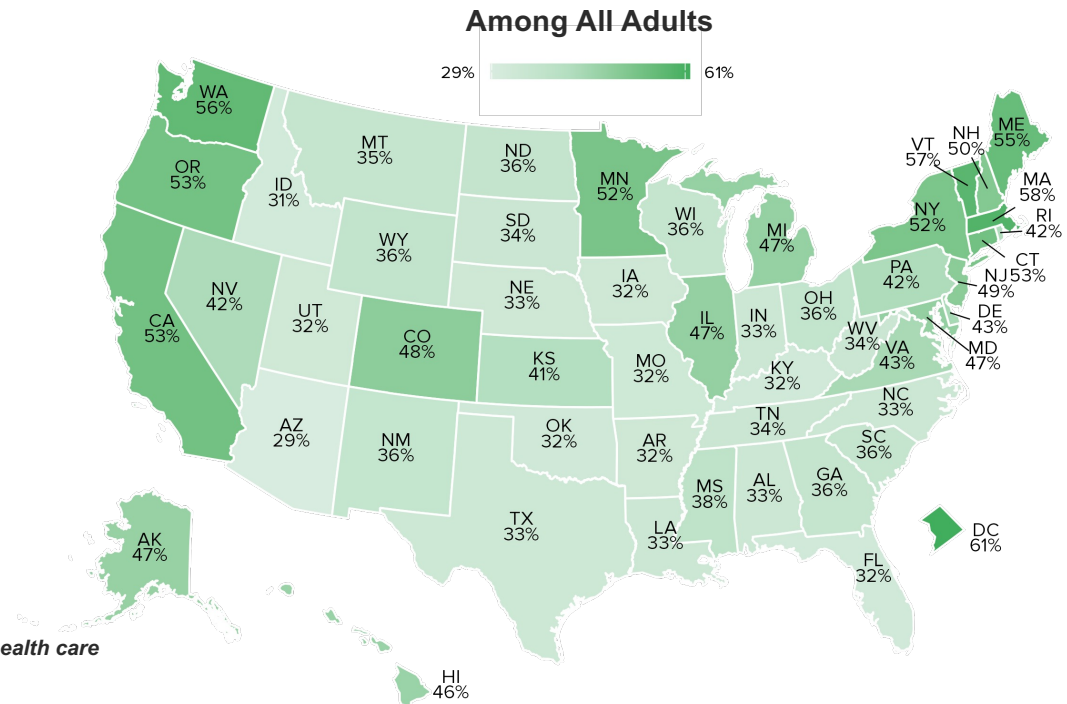 Among All Adults
29%
61%
WA
56%
OR
53%
CA
53%
ID
31%
NV
42%
MT
35%
WY
36%
UT
32%
AZ
29%
CO
48%
NM
36%
ND
36%
SD
34%
NE
33%
KS
41%
OK
32%
TX
33%
MN
52%
IA
32%
MO
32%
AR
32%
LA
33%
WI
36%
IL
47%
MI
47%
IN
33%
OH
36%
KY
32%
TN
34%
MS
38%
AL
33%
GA
36%
FL
32%
SC
36%
NC
33%
WV
34%
VA
43%
PA
42%
NY
52%
VT
57%
NH
50%
ME
55%
MA
58%
RI
42%
CT
53%
NJ
49%
DE
43%
MD
47%
DC
61%
AK
47%
HI
46%
ealth care